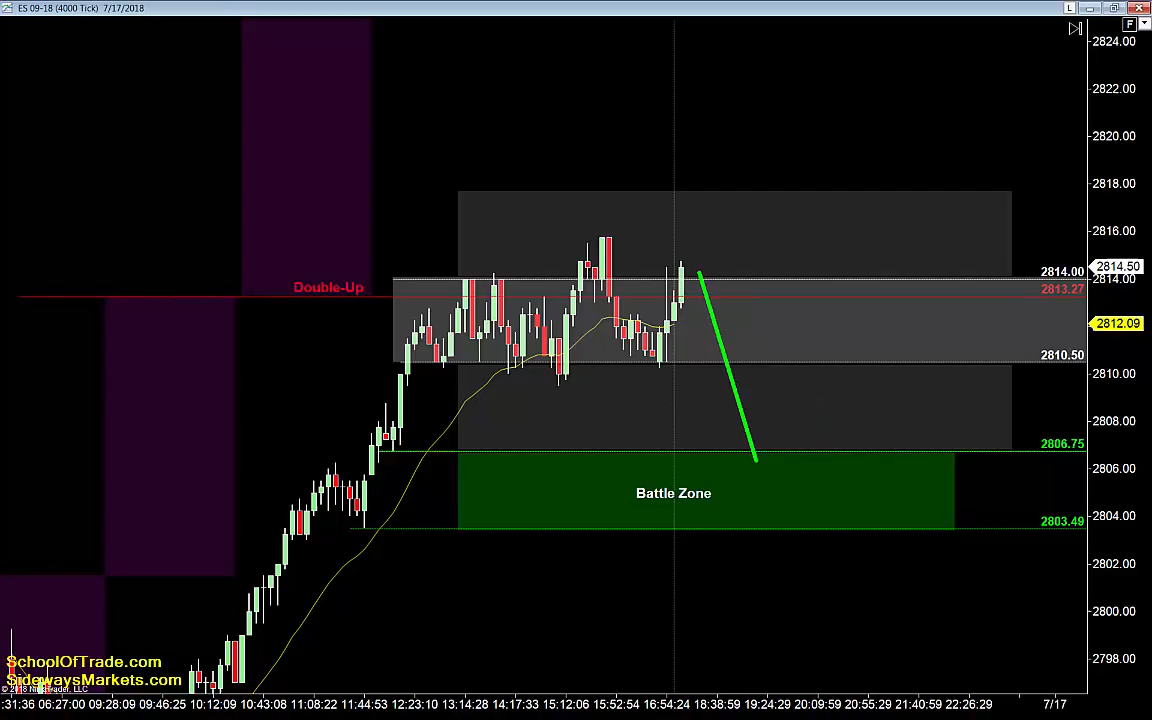 ES 09-18 (4000 Tick) 7/17/2018
L
F
2824.00
2822.00
2820.00
2818.00
2816.00
2814.00
2814.50
2814.00
Double-Up
2813.27
2812.09
2810.50
2810.00
2808.00
2806.75
2806.00
Battle Zone
2804.00
2803.49
2802.00
2800.00
2798.00
SchoolOfTrade.com
SidewaysMarkets.com
© 2018 NinjaTrader, LLC
:31:36 06:27:00 09:28:09 09:46:25 10:12:09 10:43:08 11:08:22 11:44:53 12:23:10 13:14:28 14:17:33 15:12:06 15:52:54 16:54:24 18:38:59 19:24:29 20:09:59 20:55:29 21:40:59 22:26:29 7/17